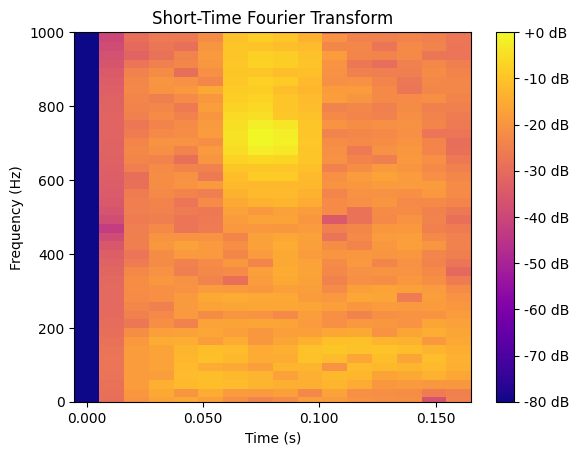 Short-Time Fourier Transform
1000
800
600
400
200
0
Frequency (Hz)
0.000
0.050
0.100
0.150
Time (s)
+0 dB
-10 dB
-20 dB
-30 dB
-40 dB
-50 dB
-60 dB
-70 dB
-80 dB